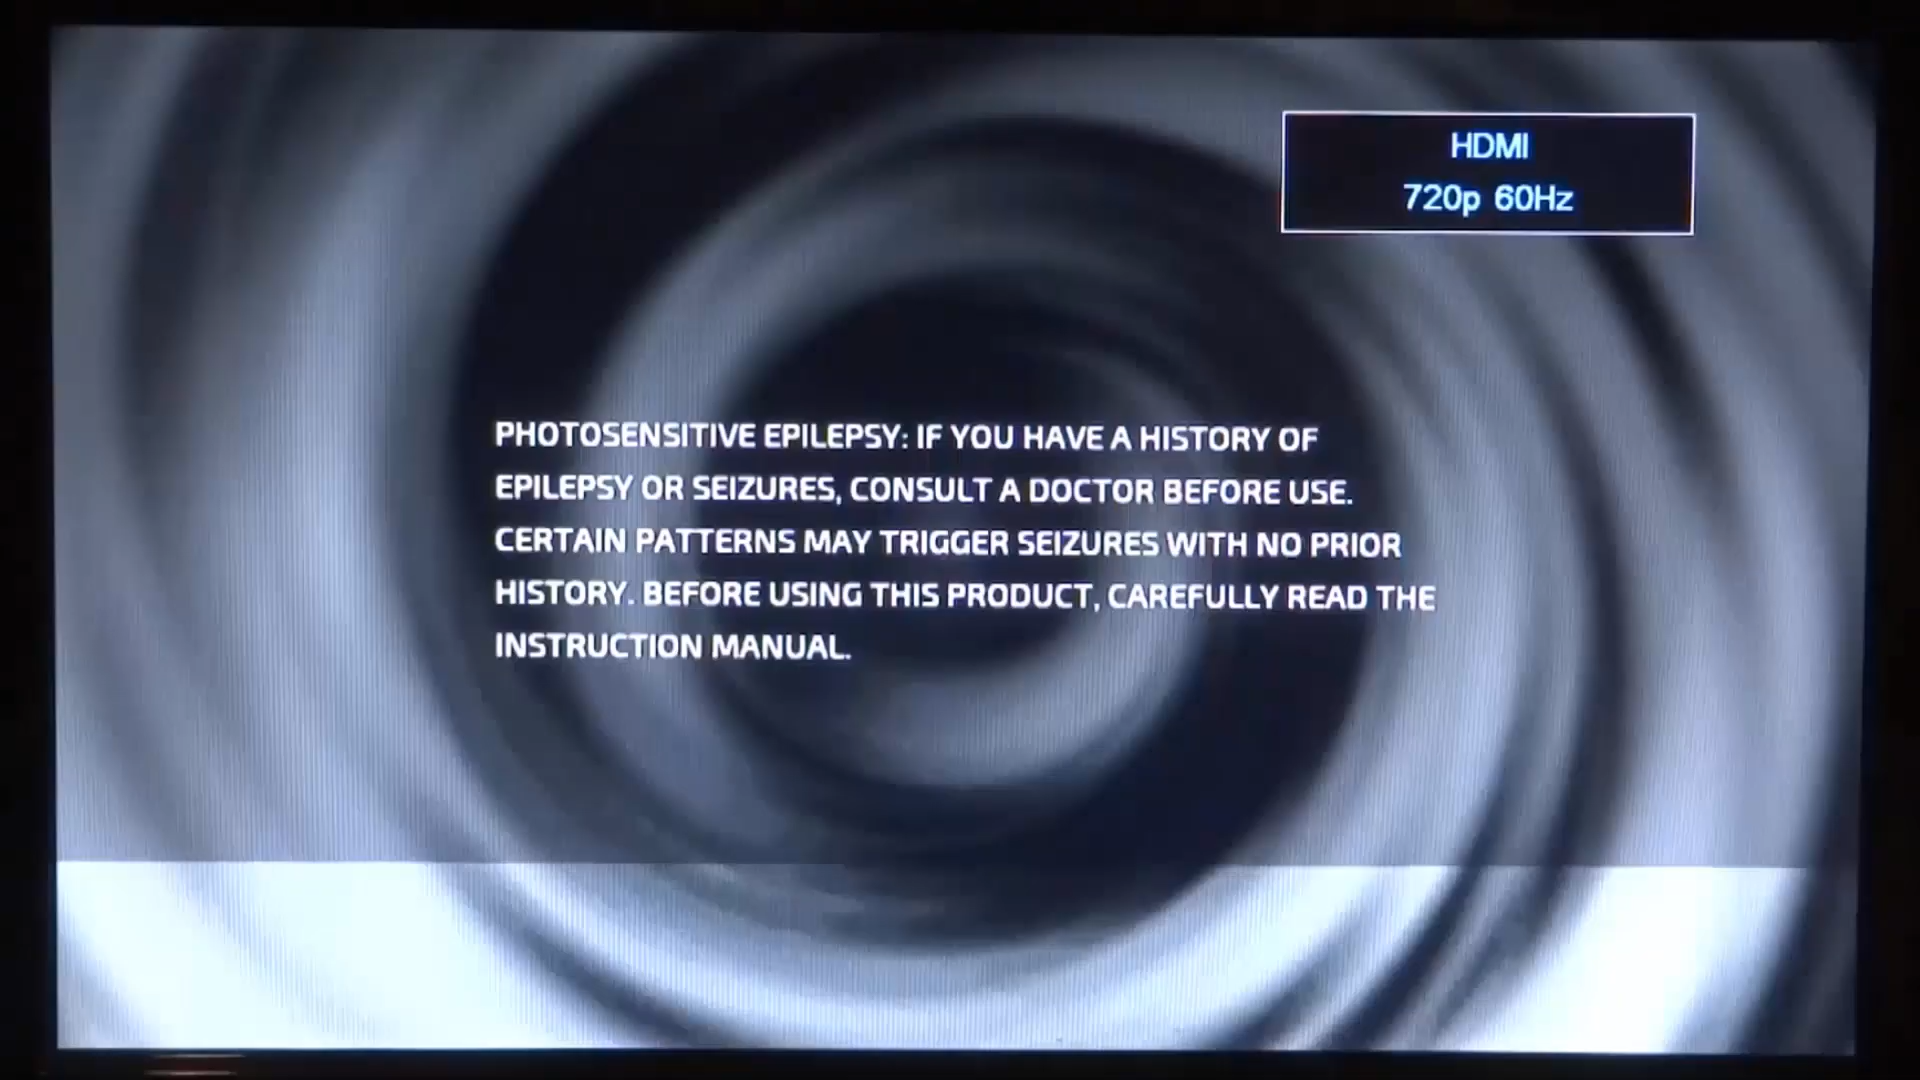 HDMI
720p 60Hz
PHOTOSENSITIVE EPILEPSY: IF YOU HAVE A HISTORY OF
EPILEPSY OR SEIZURES, CONSULT A DOCTOR BEFORE USE.
CERTAIN PATTERNS MAY TRIGGER SEIZURES WITH NO PRIOR
HISTORY. BEFORE USING THIS PRODUCT, CAREFULLY READ THE
INSTRUCTION MANUAL.